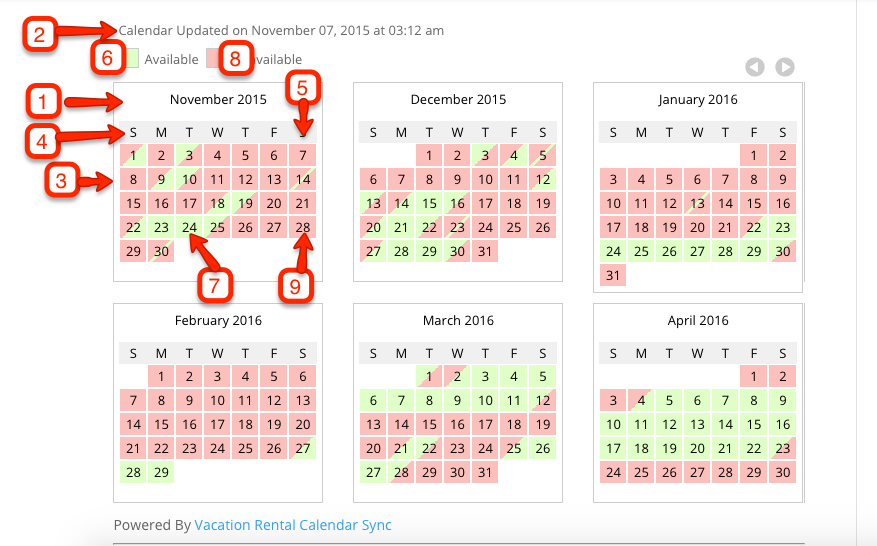 2
Calendar Updated on November 07, 2015 at 03:12 am
6 Available 8
1
November 2015
5
4
S M T W T F S
1 2 3 4 5 6 7
3
8 9 10 11 12 13 14
15 16 17 18 19 20 21
22 23 24 25 26 27 28
29 30
7
9
December 2015
S M T W T F S
1 2 3 4 5
6 7 8 9 10 11 12
13 14 15 16 17 18 19
20 21 22 23 24 25 26
27 28 29 30 31
January 2016
S M T W T F S
1 2
3 4 5 6 7 8 9
10 11 12 13 14 15 16
17 18 19 20 21 22 23
24 25 26 27 28 29 30
31
February 2016
S M T W T F S
1 2 3 4 5 6
7 8 9 10 11 12 13
14 15 16 17 18 19 20
21 22 23 24 25 26 27
28 29
March 2016
S M T W T F S
1 2 3 4 5
6 7 8 9 10 11 12
13 14 15 16 17 18 19
20 21 22 23 24 25 26
27 28 29 30 31
April 2016
S M T W T F S
1 2
3 4 5 6 7 8 9
10 11 12 13 14 15 16
17 18 19 20 21 22 23
24 25 26 27 28 29 30
Powered By Vacation Rental Calendar Sync